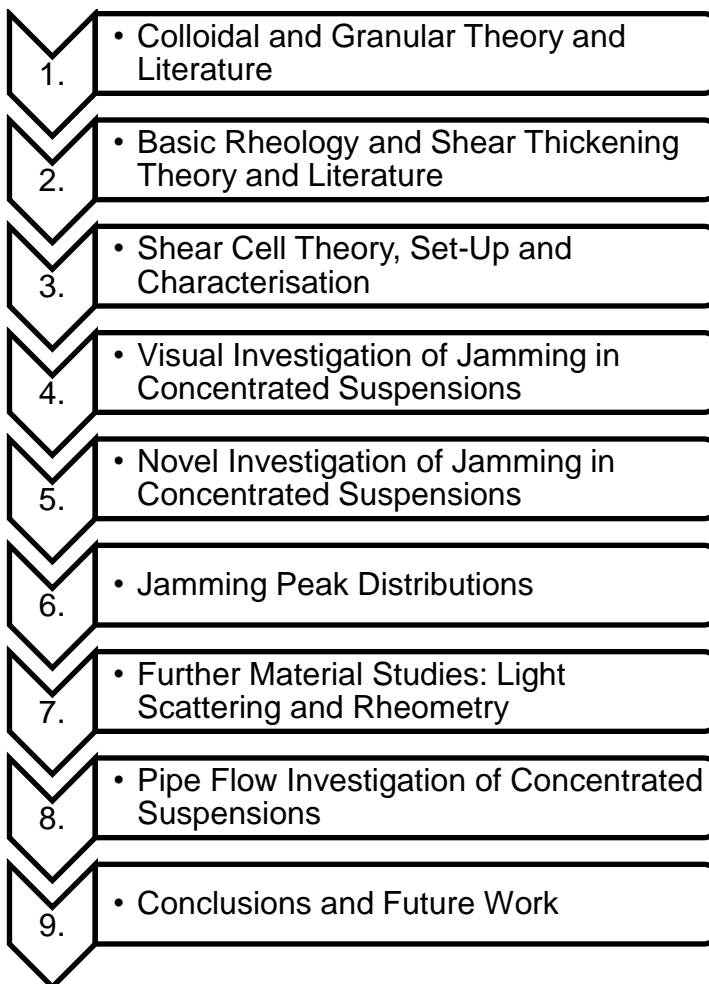 1.
• Colloidal and Granular Theory and
Literature
2.
• Basic Rheology and Shear Thickening
Theory and Literature
3.
• Shear Cell Theory, Set-Up and
Characterisation
4.
• Visual Investigation of Jamming in
Concentrated Suspensions
5.
• Novel Investigation of Jamming in
Concentrated Suspensions
6.
• Jamming Peak Distributions
7.
• Further Material Studies: Light
Scattering and Rheometry
8.
• Pipe Flow Investigation of Concentrated
Suspensions
9.
• Conclusions and Future Work